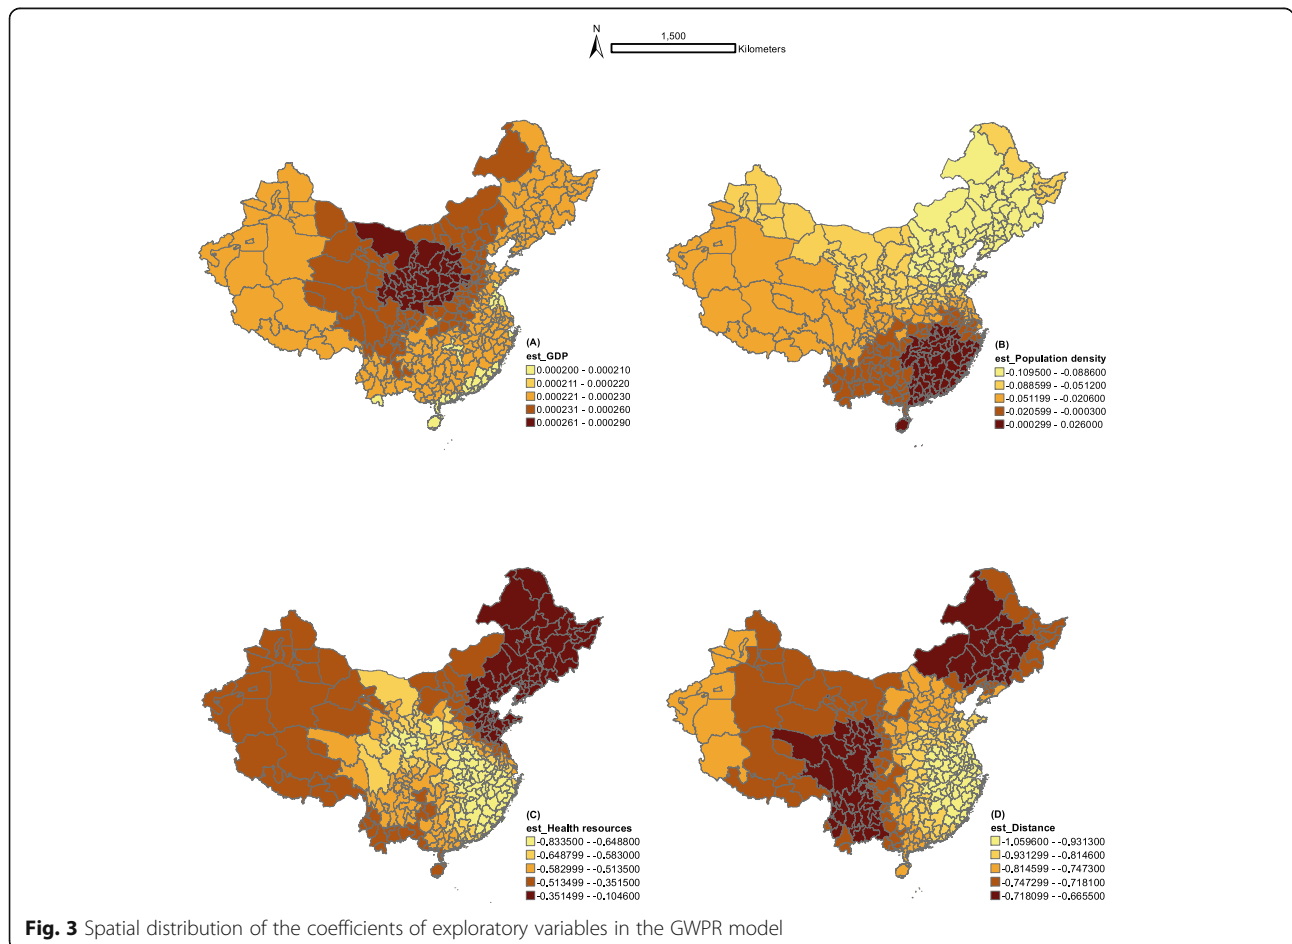 N
1,500
Kilometers
(A)
est_GDP
0.000200 - 0.000210
0.000211 - 0.000220
0.000221 - 0.000230
0.000231 - 0.000260
0.000261 - 0.000290
(B)
est_Population density
-0.109500 - -0.088600
-0.088599 - -0.051200
-0.051199 - -0.020600
-0.020599 - -0.000300
-0.000299 - 0.026000
(C)
est_Health resources
-0.833500 - -0.648800
-0.648799 - -0.583000
-0.582999 - -0.513500
-0.513499 - -0.351500
-0.351499 - -0.104600
(D)
est_Distance
-1.059600 - -0.931300
-0.931299 - -0.814600
-0.814599 - -0.747300
-0.747299 - -0.718100
-0.718099 - -0.665500
Fig. 3 Spatial distribution of the coefficients of exploratory variables in the GWPR model